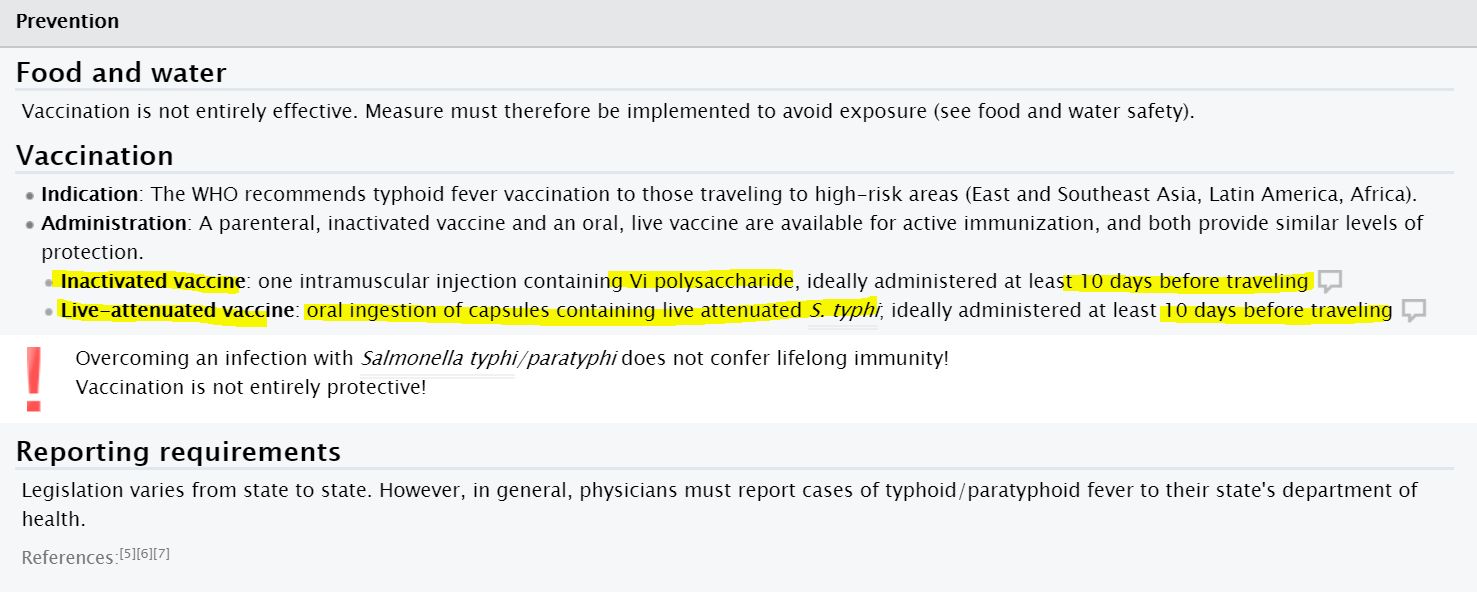 Prevention
Food and water
Vaccination is not entirely effective. Measure must therefore be implemented to avoid exposure (see food and water safety).
Vaccination
Indication: The WHO recommends typhoid fever vaccination to those traveling to high-risk areas (East and Southeast Asia, Latin America, Africa).
Administration: A parenteral, inactivated vaccine and an oral, live vaccine are available for active immunization, and both provide similar levels of
protection.
Inactivated vaccine: one intramuscular injection containing Vi polysaccharide, ideally administered at least 10 days before traveling
Live-attenuated vaccine: oral ingestion of capsules containing live attenuated S. typhi; ideally administered at least 10 days before traveling
Overcoming an infection with Salmonella typhi/paratyphi does not confer lifelong immunity!
Vaccination is not entirely protective!
Reporting requirements
Legislation varies from state to state. However, in general, physicians must report cases of typhoid/paratyphoid fever to their state's department of
health.
References:[5][6][7]